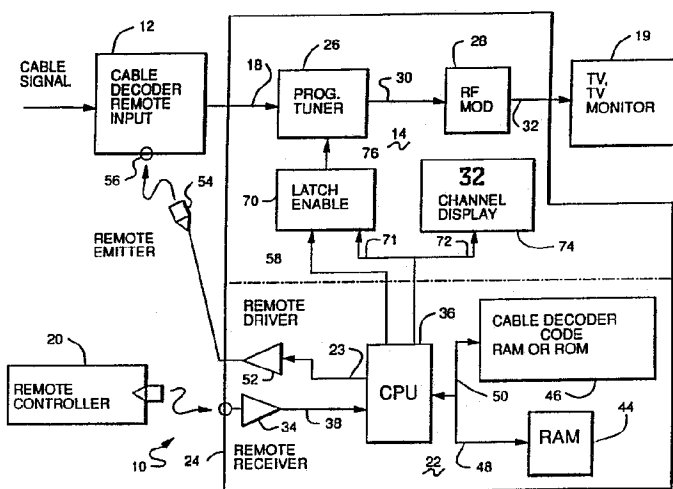 12
26
28
19
CABLE
SIGNAL
CABLE
DECODER
REMOTE
INPUT
18
PROG.
TUNER
30
RF
MOD
32
TV,
TV
MONITOR
56
54
14
76
70
LATCH
ENABLE
32
CHANNEL
DISPLAY
REMOTE
EMITTER
58
71
72
74
REMOTE
DRIVER
36
20
23
CABLE DECODER
CODE
RAM OR ROM
52
CPU
50
46
REMOTE
CONTROLLER
34
38
RAM
44
10
24
REMOTE
RECEIVER
22
48